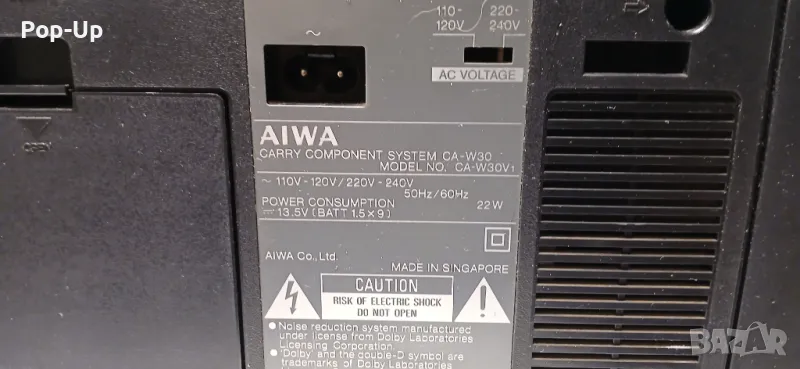 Pop-Up
110-
120V
220-
240V
~
AC VOLTAGE
OPEN
AIWA
CARRY COMPONENT SYSTEM CA-W30
MODEL NO. CA-W30V1
~ 110V-120V/220V-240V
50Hz/60Hz
POWER CONSUMPTION 22W
⎓ 13.5V (BATT 1.5×9)
AIWA Co., Ltd.
MADE IN SINGAPORE
CAUTION
RISK OF ELECTRIC SHOCK
DO NOT OPEN
● Noise reduction system manufactured
under license from Dolby Laboratories
Licensing Corporation.
● 'Dolby' and the double-D symbol are
trademarks of Dolby Laboratories
BAZAR